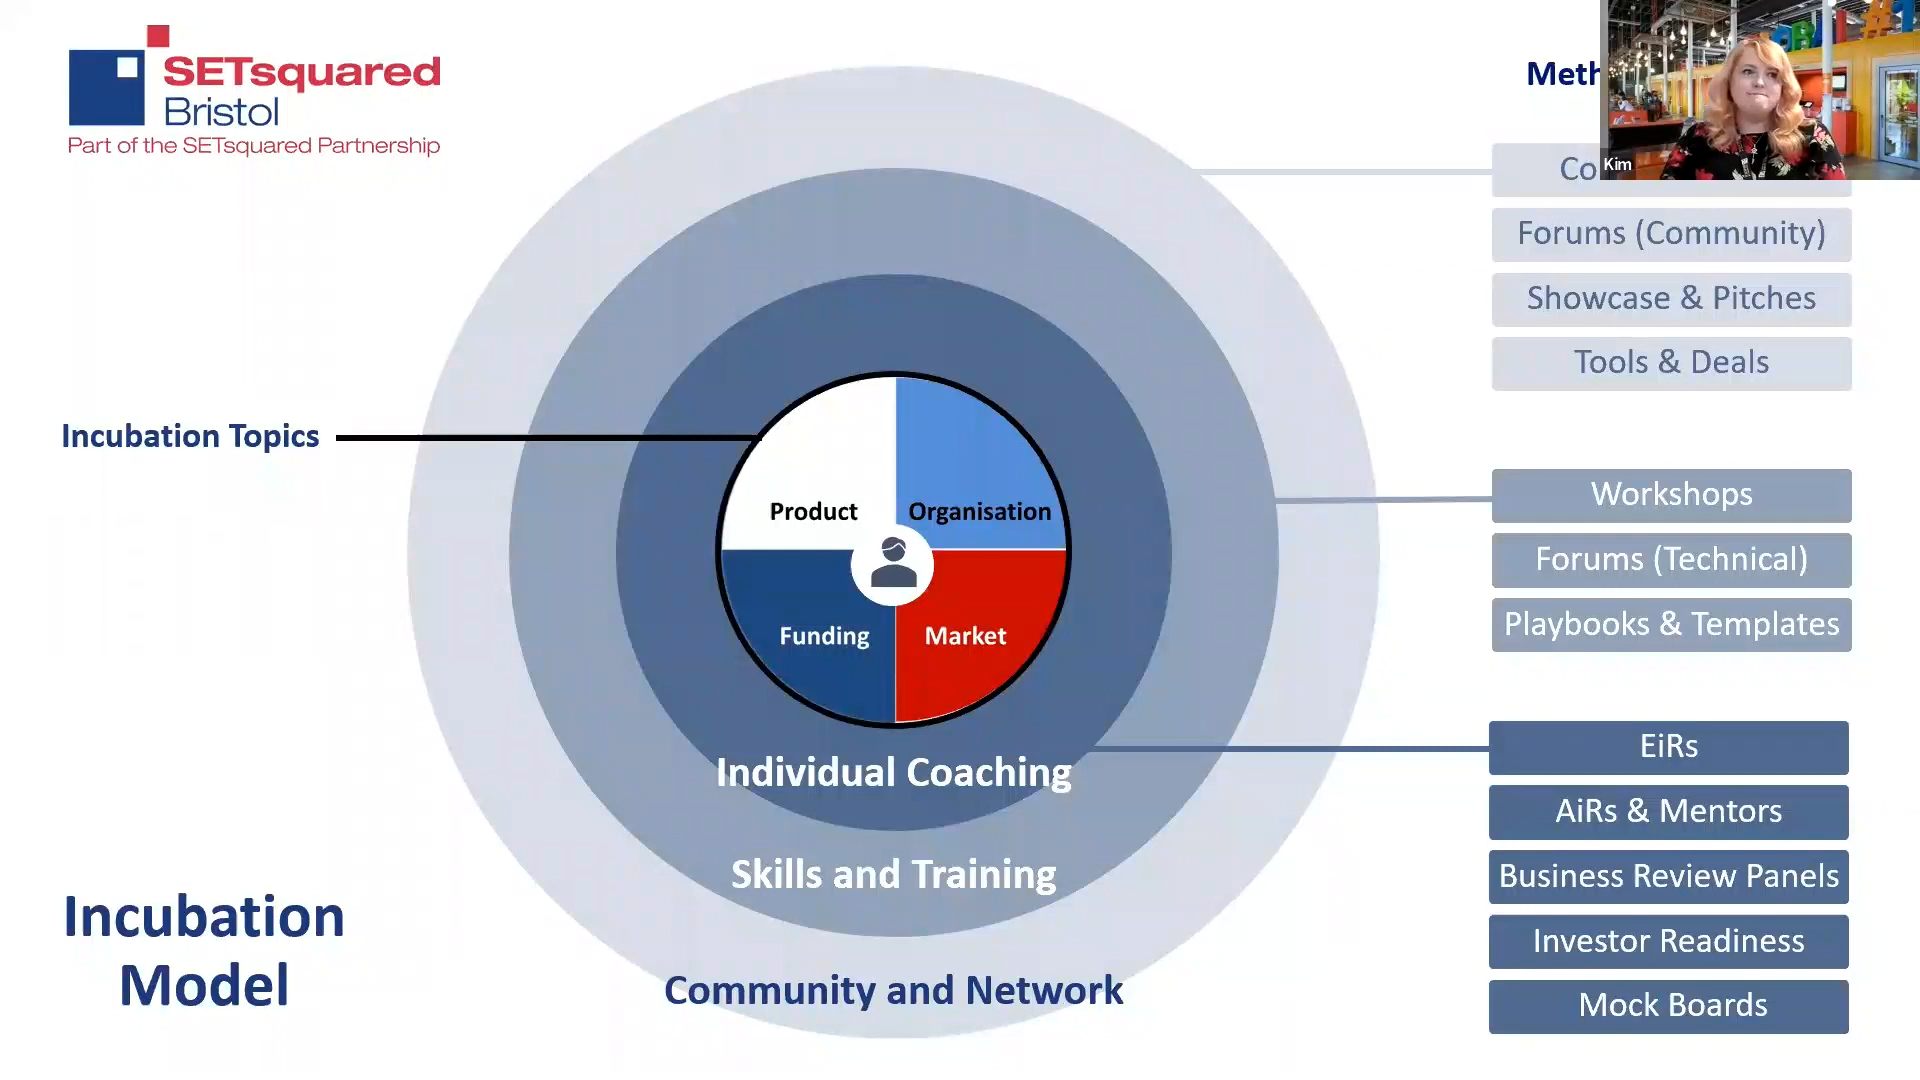 SETsquared
Bristol
Part of the SETsquared Partnership
Kim
Forums (Community)
Showcase & Pitches
Tools & Deals
Incubation Topics
Product
Organisation
Funding
Market
Workshops
Forums (Technical)
Playbooks & Templates
EiRs
AiRs & Mentors
Business Review Panels
Investor Readiness
Mock Boards
Individual Coaching
Skills and Training
Community and Network
Incubation
Model